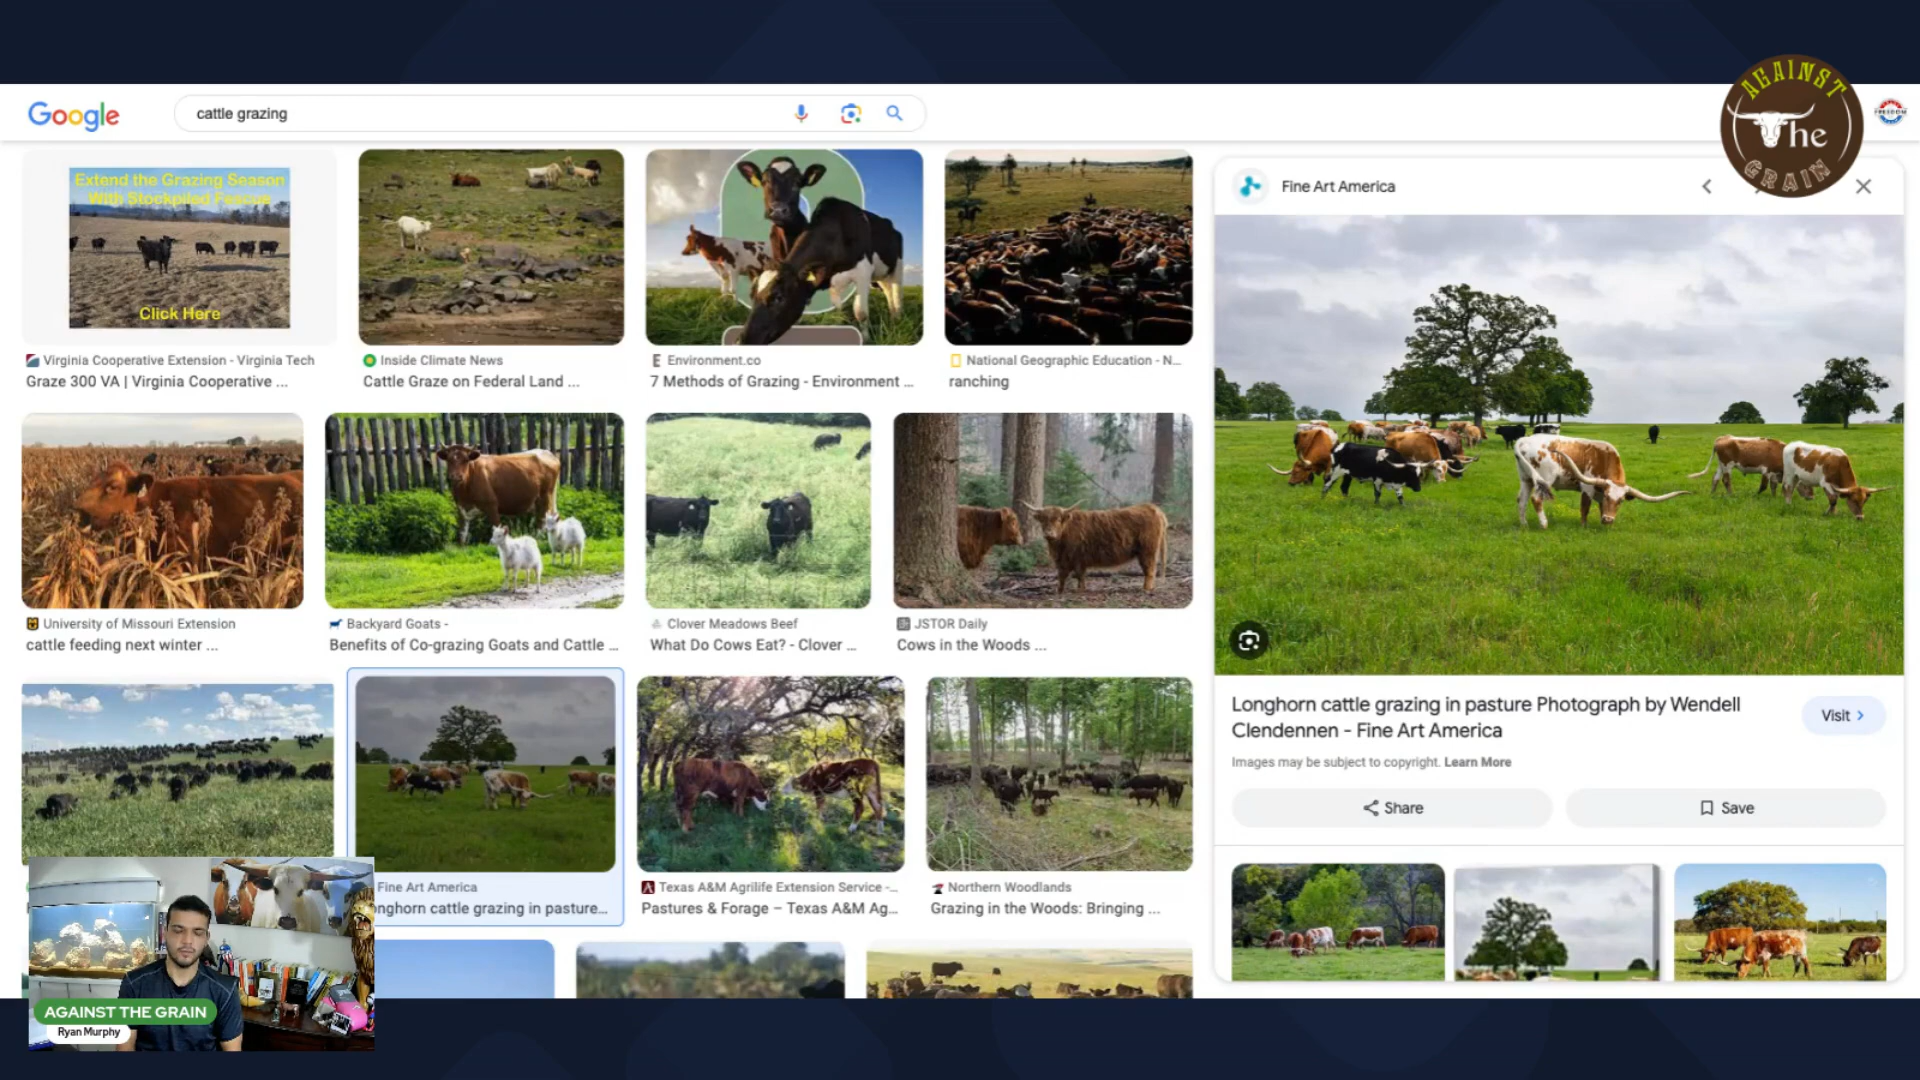 Google
cattle grazing
AGAINST
The
GRAIN
FREEDOM
Extend the Grazing Season
With Stockpiled Fescue
Click Here
Virginia Cooperative Extension - Virginia Tech
Graze 300 VA | Virginia Cooperative ...
Inside Climate News
Cattle Graze on Federal Land ...
Environment.co
7 Methods of Grazing - Environment ...
National Geographic Education - N...
ranching
Fine Art America
University of Missouri Extension
cattle feeding next winter ...
Backyard Goats -
Benefits of Co-grazing Goats and Cattle ...
Clover Meadows Beef
What Do Cows Eat? - Clover ...
JSTOR Daily
Cows in the Woods ...
Longhorn cattle grazing in pasture Photograph by Wendell
Clendennen - Fine Art America
Visit
Images may be subject to copyright. Learn More
Share
Save
Fine Art America
nghorn cattle grazing in pasture...
Texas A&M Agrilife Extension Service -...
Pastures & Forage – Texas A&M Ag...
Northern Woodlands
Grazing in the Woods: Bringing ...
AGAINST THE GRAIN
Ryan Murphy